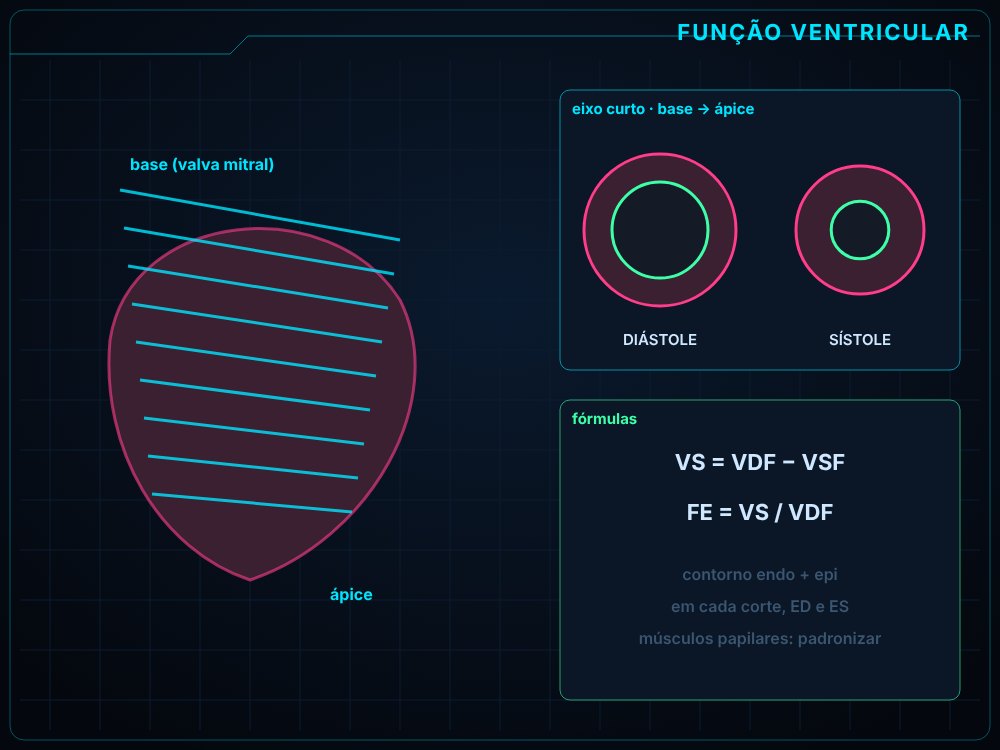 FUNÇÃO VENTRICULAR
base (valva mitral)
ápice
eixo curto · base → ápice
DIÁSTOLE
SÍSTOLE
fórmulas
VS = VDF − VSF
FE = VS / VDF
contorno endo + epi
em cada corte, ED e ES
músculos papilares: padronizar